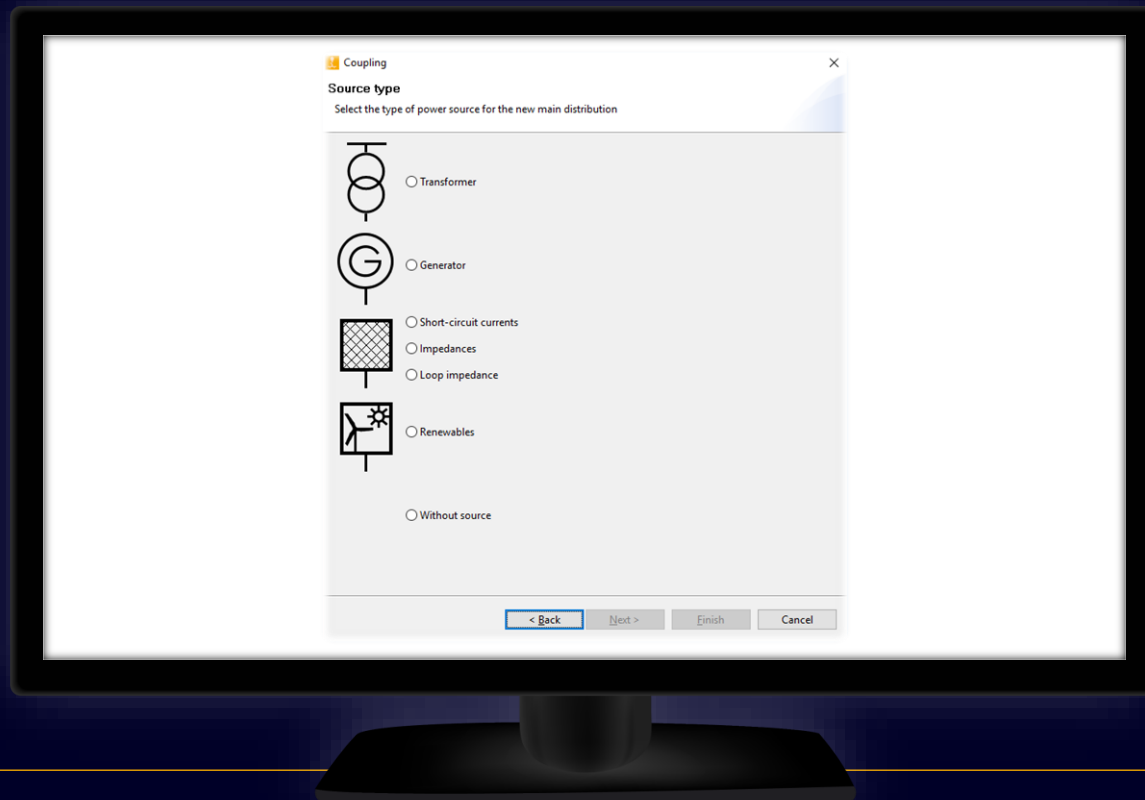 Coupling
Source type
Select the type of power source for the new main distribution
Transformer
G
Generator
Short-circuit currents
Impedances
Loop impedance
Renewables
Without source
< Back
Next >
Finish
Cancel